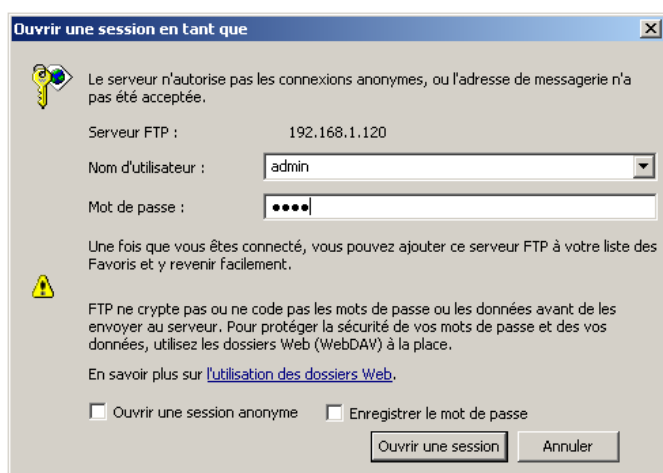 Ouvrir une session en tant que
Le serveur n'autorise pas les connexions anonymes, ou l'adresse de messagerie n'a
pas été acceptée.
Serveur FTP : 192.168.1.120
Nom d'utilisateur : admin
Mot de passe : ●●●●
Une fois que vous êtes connecté, vous pouvez ajouter ce serveur FTP à votre liste des
Favoris et y revenir facilement.
FTP ne crypte pas ou ne code pas les mots de passe ou les données avant de les
envoyer au serveur. Pour protéger la sécurité de vos mots de passe et des vos
données, utilisez les dossiers Web (WebDAV) à la place.
En savoir plus sur l'utilisation des dossiers Web.
Ouvrir une session anonyme Enregistrer le mot de passe
Ouvrir une session Annuler